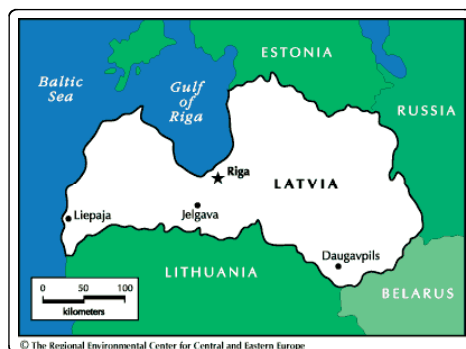 ESTONIA
Baltic
Sea
Gulf
of
Riga
RUSSIA
Riga
LATVIA
Liepaja
Jelgava
Daugavpils
LITHUANIA
BELARUS
0 50 100
kilometers
© The Regional Environmental Center for Central and Eastern Europe